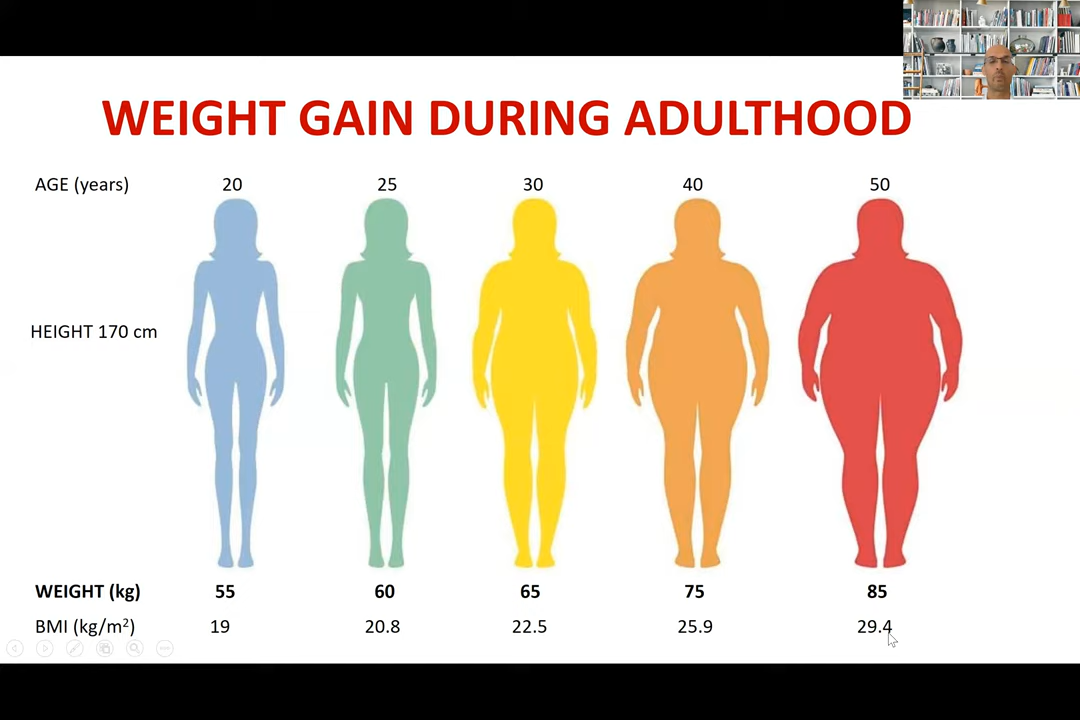 WEIGHT GAIN DURING ADULTHOOD
AGE (years) 20 25 30 40 50
HEIGHT 170 cm
WEIGHT (kg) 55 60 65 75 85
BMI (kg/m²) 19 20.8 22.5 25.9 29.4